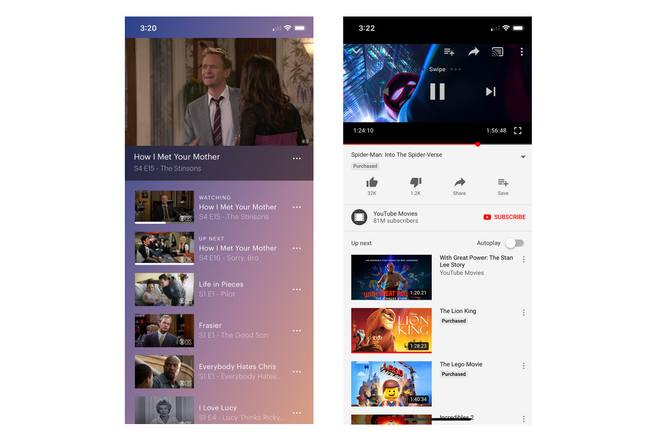 3:20
How I Met Your Mother
S4 E15 - The Stinsons
WATCHING
How I Met Your Mother
S4 E15 - The Stinsons
UP NEXT
How I Met Your Mother
S4 E16 - Sorry, Bro
Life in Pieces
S1 E1 - Pilot
Frasier
S1 E1 - The Good Son
Everybody Hates Chris
S1 E1 - Everybody Hates...
I Love Lucy
S1 E4 - Lucy Thinks Ricky...
3:22
Swipe
1:24:10
1:56:48
Spider-Man: Into The Spider-Verse
Purchased
32K
1.2K
Share
Save
YouTube Movies
81M subscribers
SUBSCRIBE
Up next
Autoplay
With Great Power: The Stan
Lee Story
YouTube Movies
1:20:21
The Lion King
Purchased
LION
KING
1:28:23
The Lego Movie
Purchased
1:40:34
Incredibles 2